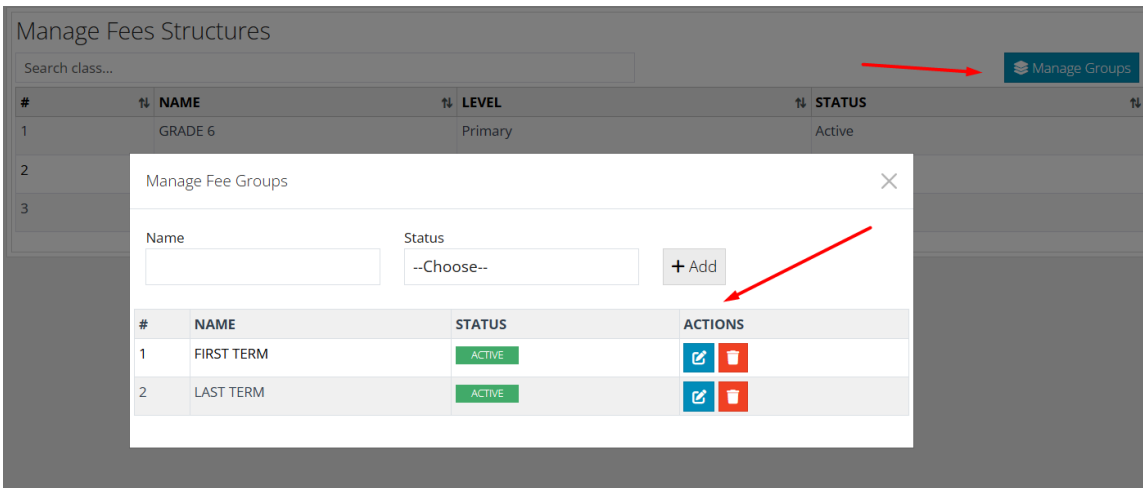 Manage Fees Structures
Search class...
Manage Groups
# NAME LEVEL STATUS
1 GRADE 6 Primary Active
2
3
Manage Fee Groups
Name Status
--Choose-- + Add
# NAME STATUS ACTIONS
1 FIRST TERM ACTIVE
2 LAST TERM ACTIVE